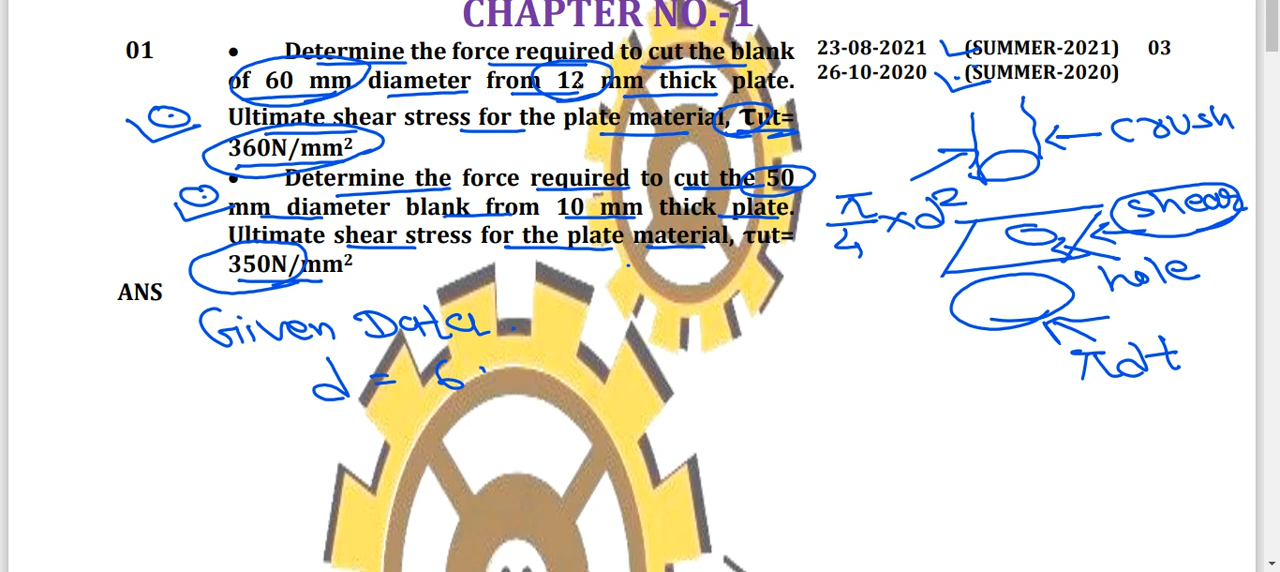 CHAPTER NO.-1
01 • Determine the force required to cut the blank 23-08-2021 (SUMMER-2021) 03
of 60 mm diameter from 12 mm thick plate. 26-10-2020 (SUMMER-2020)
Ultimate shear stress for the plate material, τut=
360N/mm²
• Determine the force required to cut the 50
mm diameter blank from 10 mm thick plate.
Ultimate shear stress for the plate material, τut=
350N/mm²
crush
π/4 × d²
shear
hole
πdt
ANS
Given Data.
d = 6